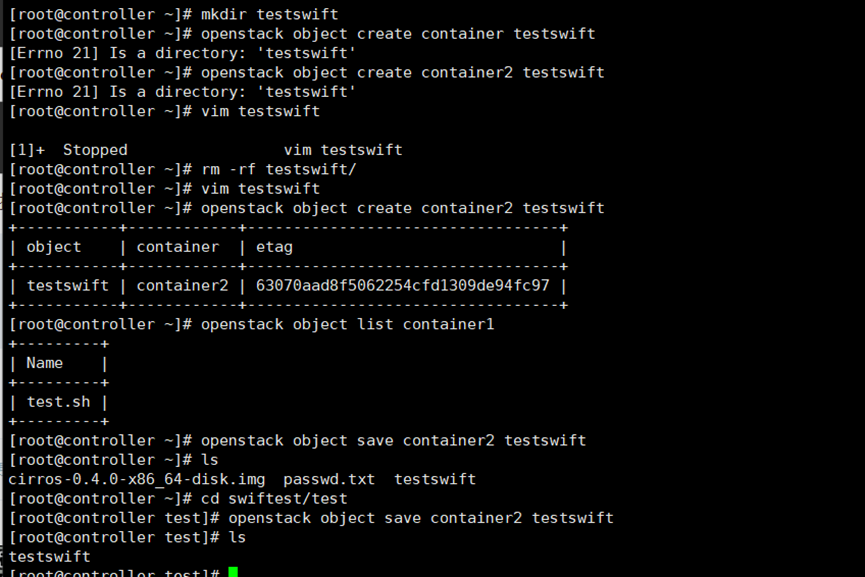 [root@controller ~]# mkdir testswift
[root@controller ~]# openstack object create container testswift
[Errno 21] Is a directory: 'testswift'
[root@controller ~]# openstack object create container2 testswift
[Errno 21] Is a directory: 'testswift'
[root@controller ~]# vim testswift
[1]+  Stopped                 vim testswift
[root@controller ~]# rm -rf testswift/
[root@controller ~]# vim testswift
[root@controller ~]# openstack object create container2 testswift
+-----------+------------+----------------------------------+
| object    | container  | etag                             |
+-----------+------------+----------------------------------+
| testswift | container2 | 63070aad8f5062254cfd1309de94fc97 |
+-----------+------------+----------------------------------+
[root@controller ~]# openstack object list container1
+---------+
| Name    |
+---------+
| test.sh |
+---------+
[root@controller ~]# openstack object save container2 testswift
[root@controller ~]# ls
cirros-0.4.0-x86_64-disk.img  passwd.txt  testswift
[root@controller ~]# cd swiftest/test
[root@controller test]# openstack object save container2 testswift
[root@controller test]# ls
testswift
[root@controller test]#